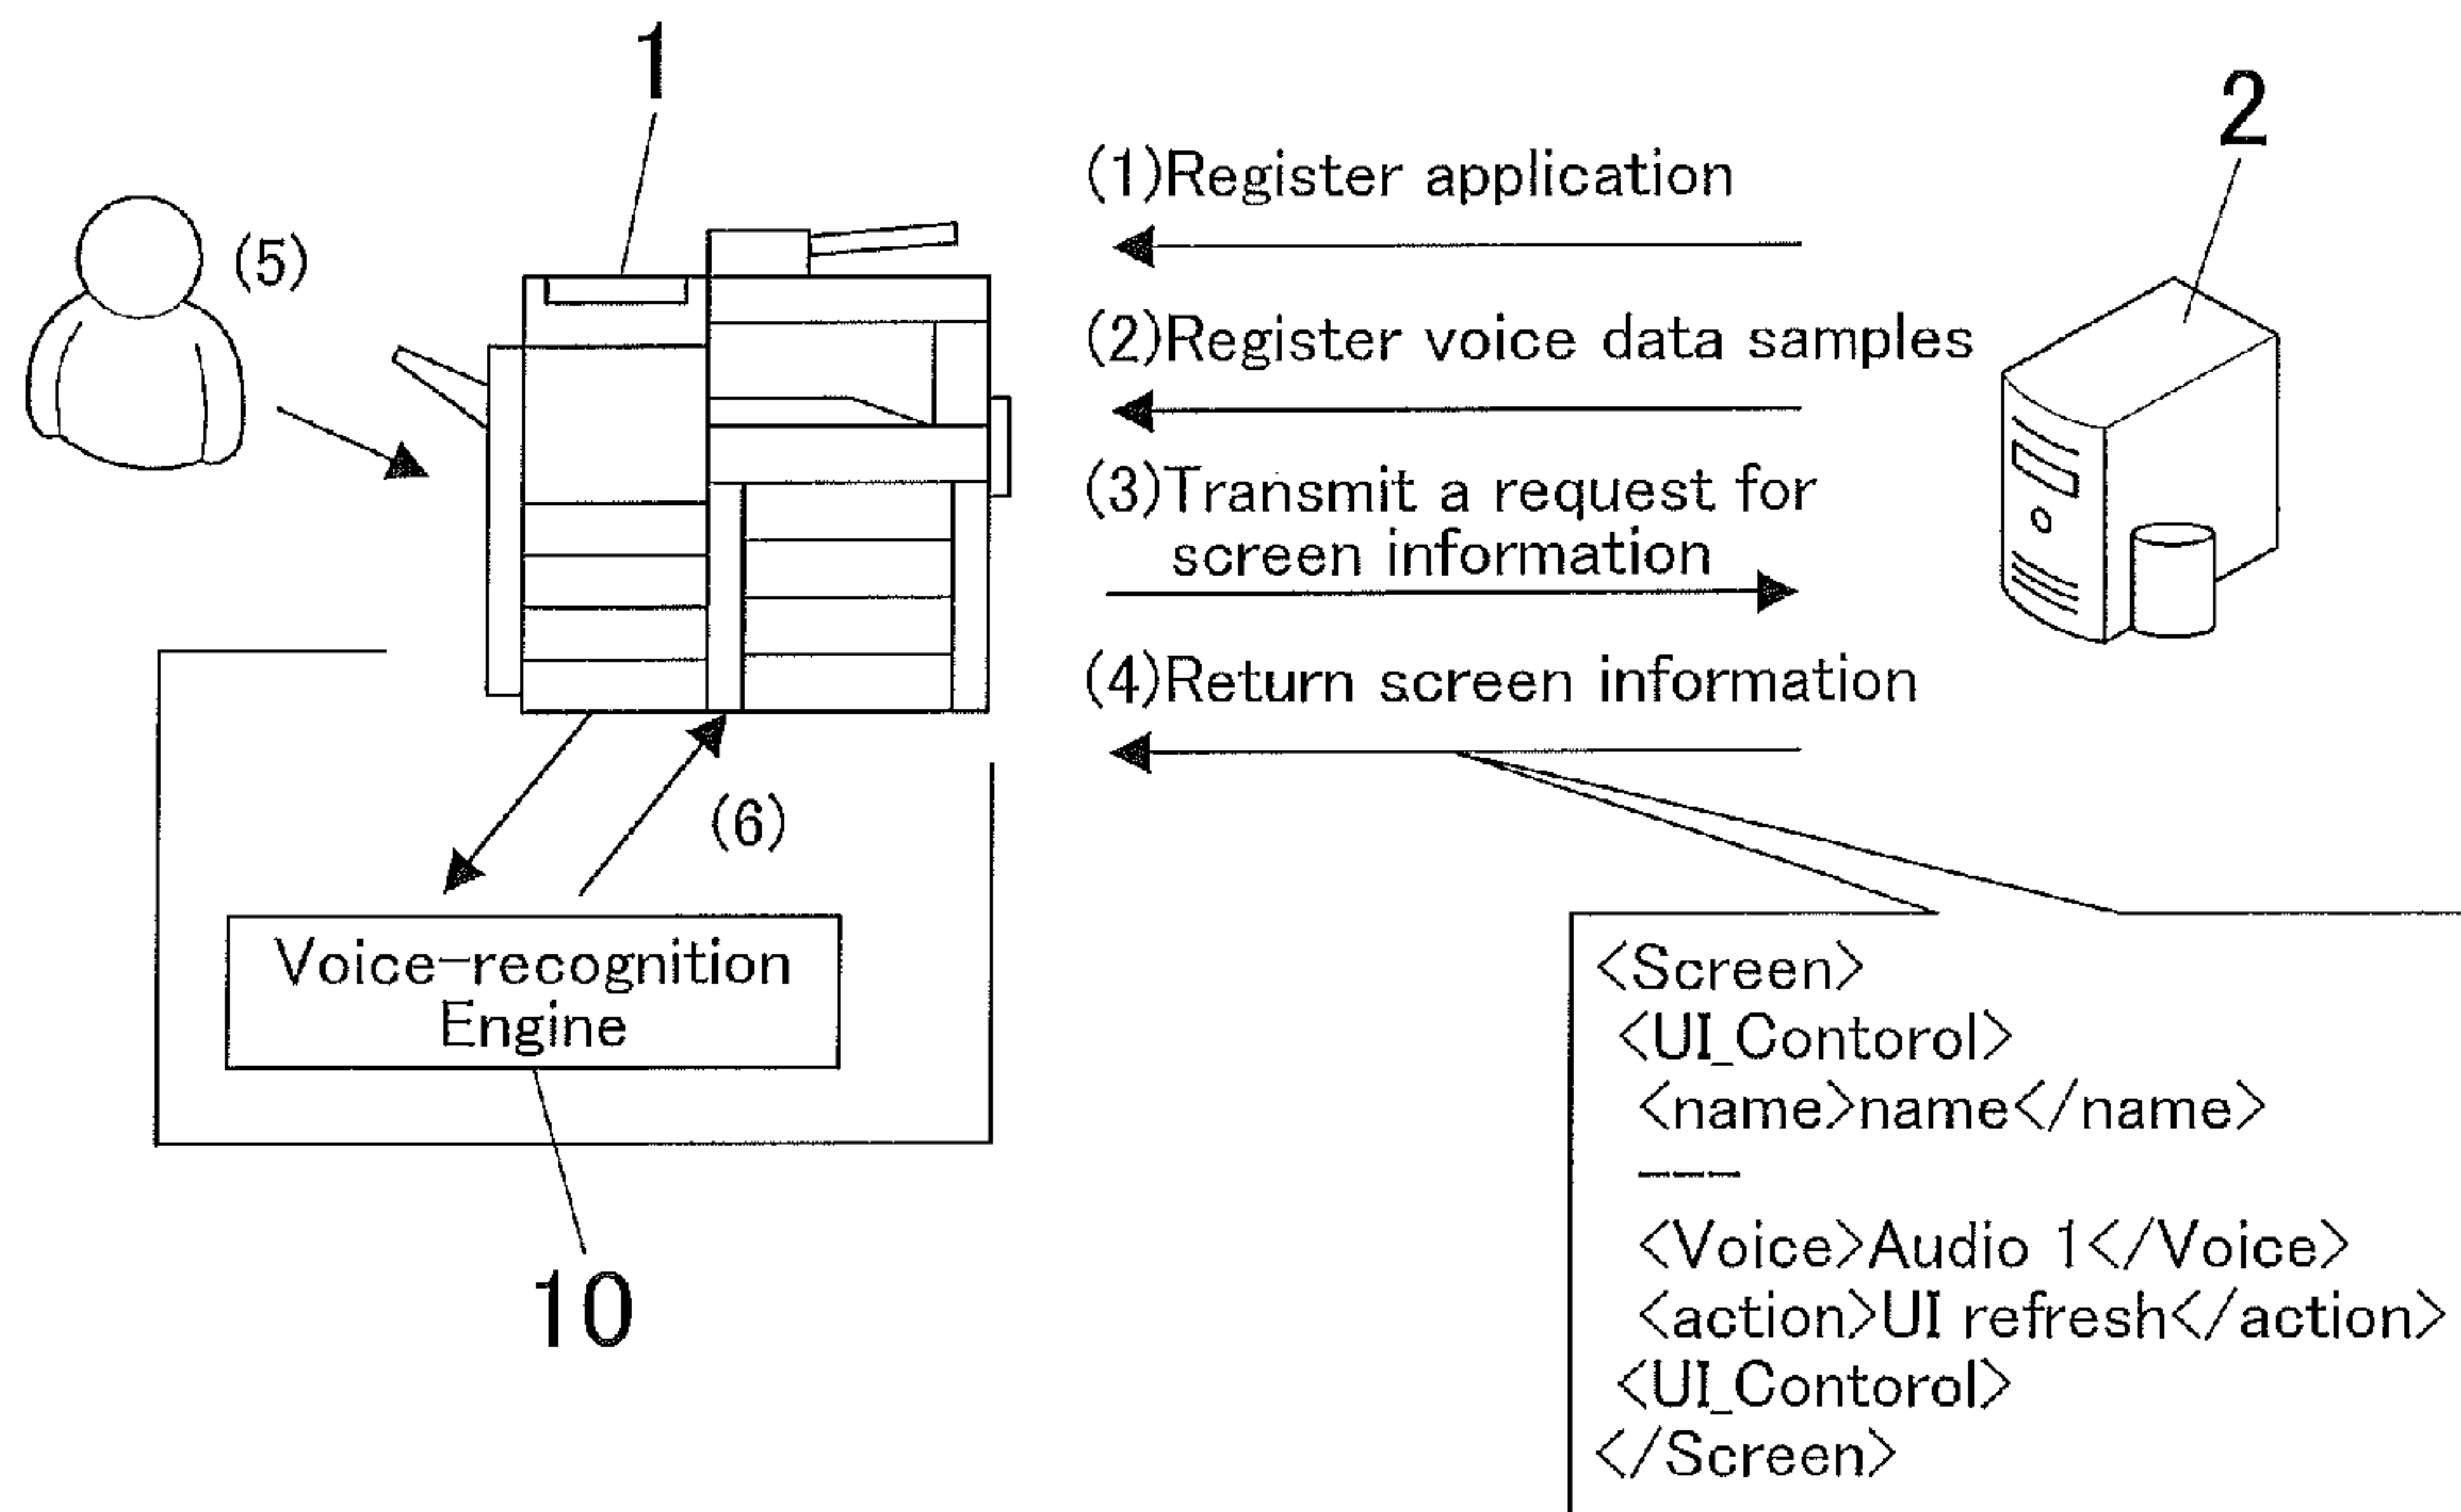 1
2
(1)Register application
(5)
(2)Register voice data samples
(3)Transmit a request for
screen information
(4)Return screen information
(6)
Voice-recognition
Engine
10
<Screen>
<UI_Contorol>
<name>name</name>
----
<Voice>Audio 1</Voice>
<action>UI refresh</action>
<UI_Contorol>
</Screen>